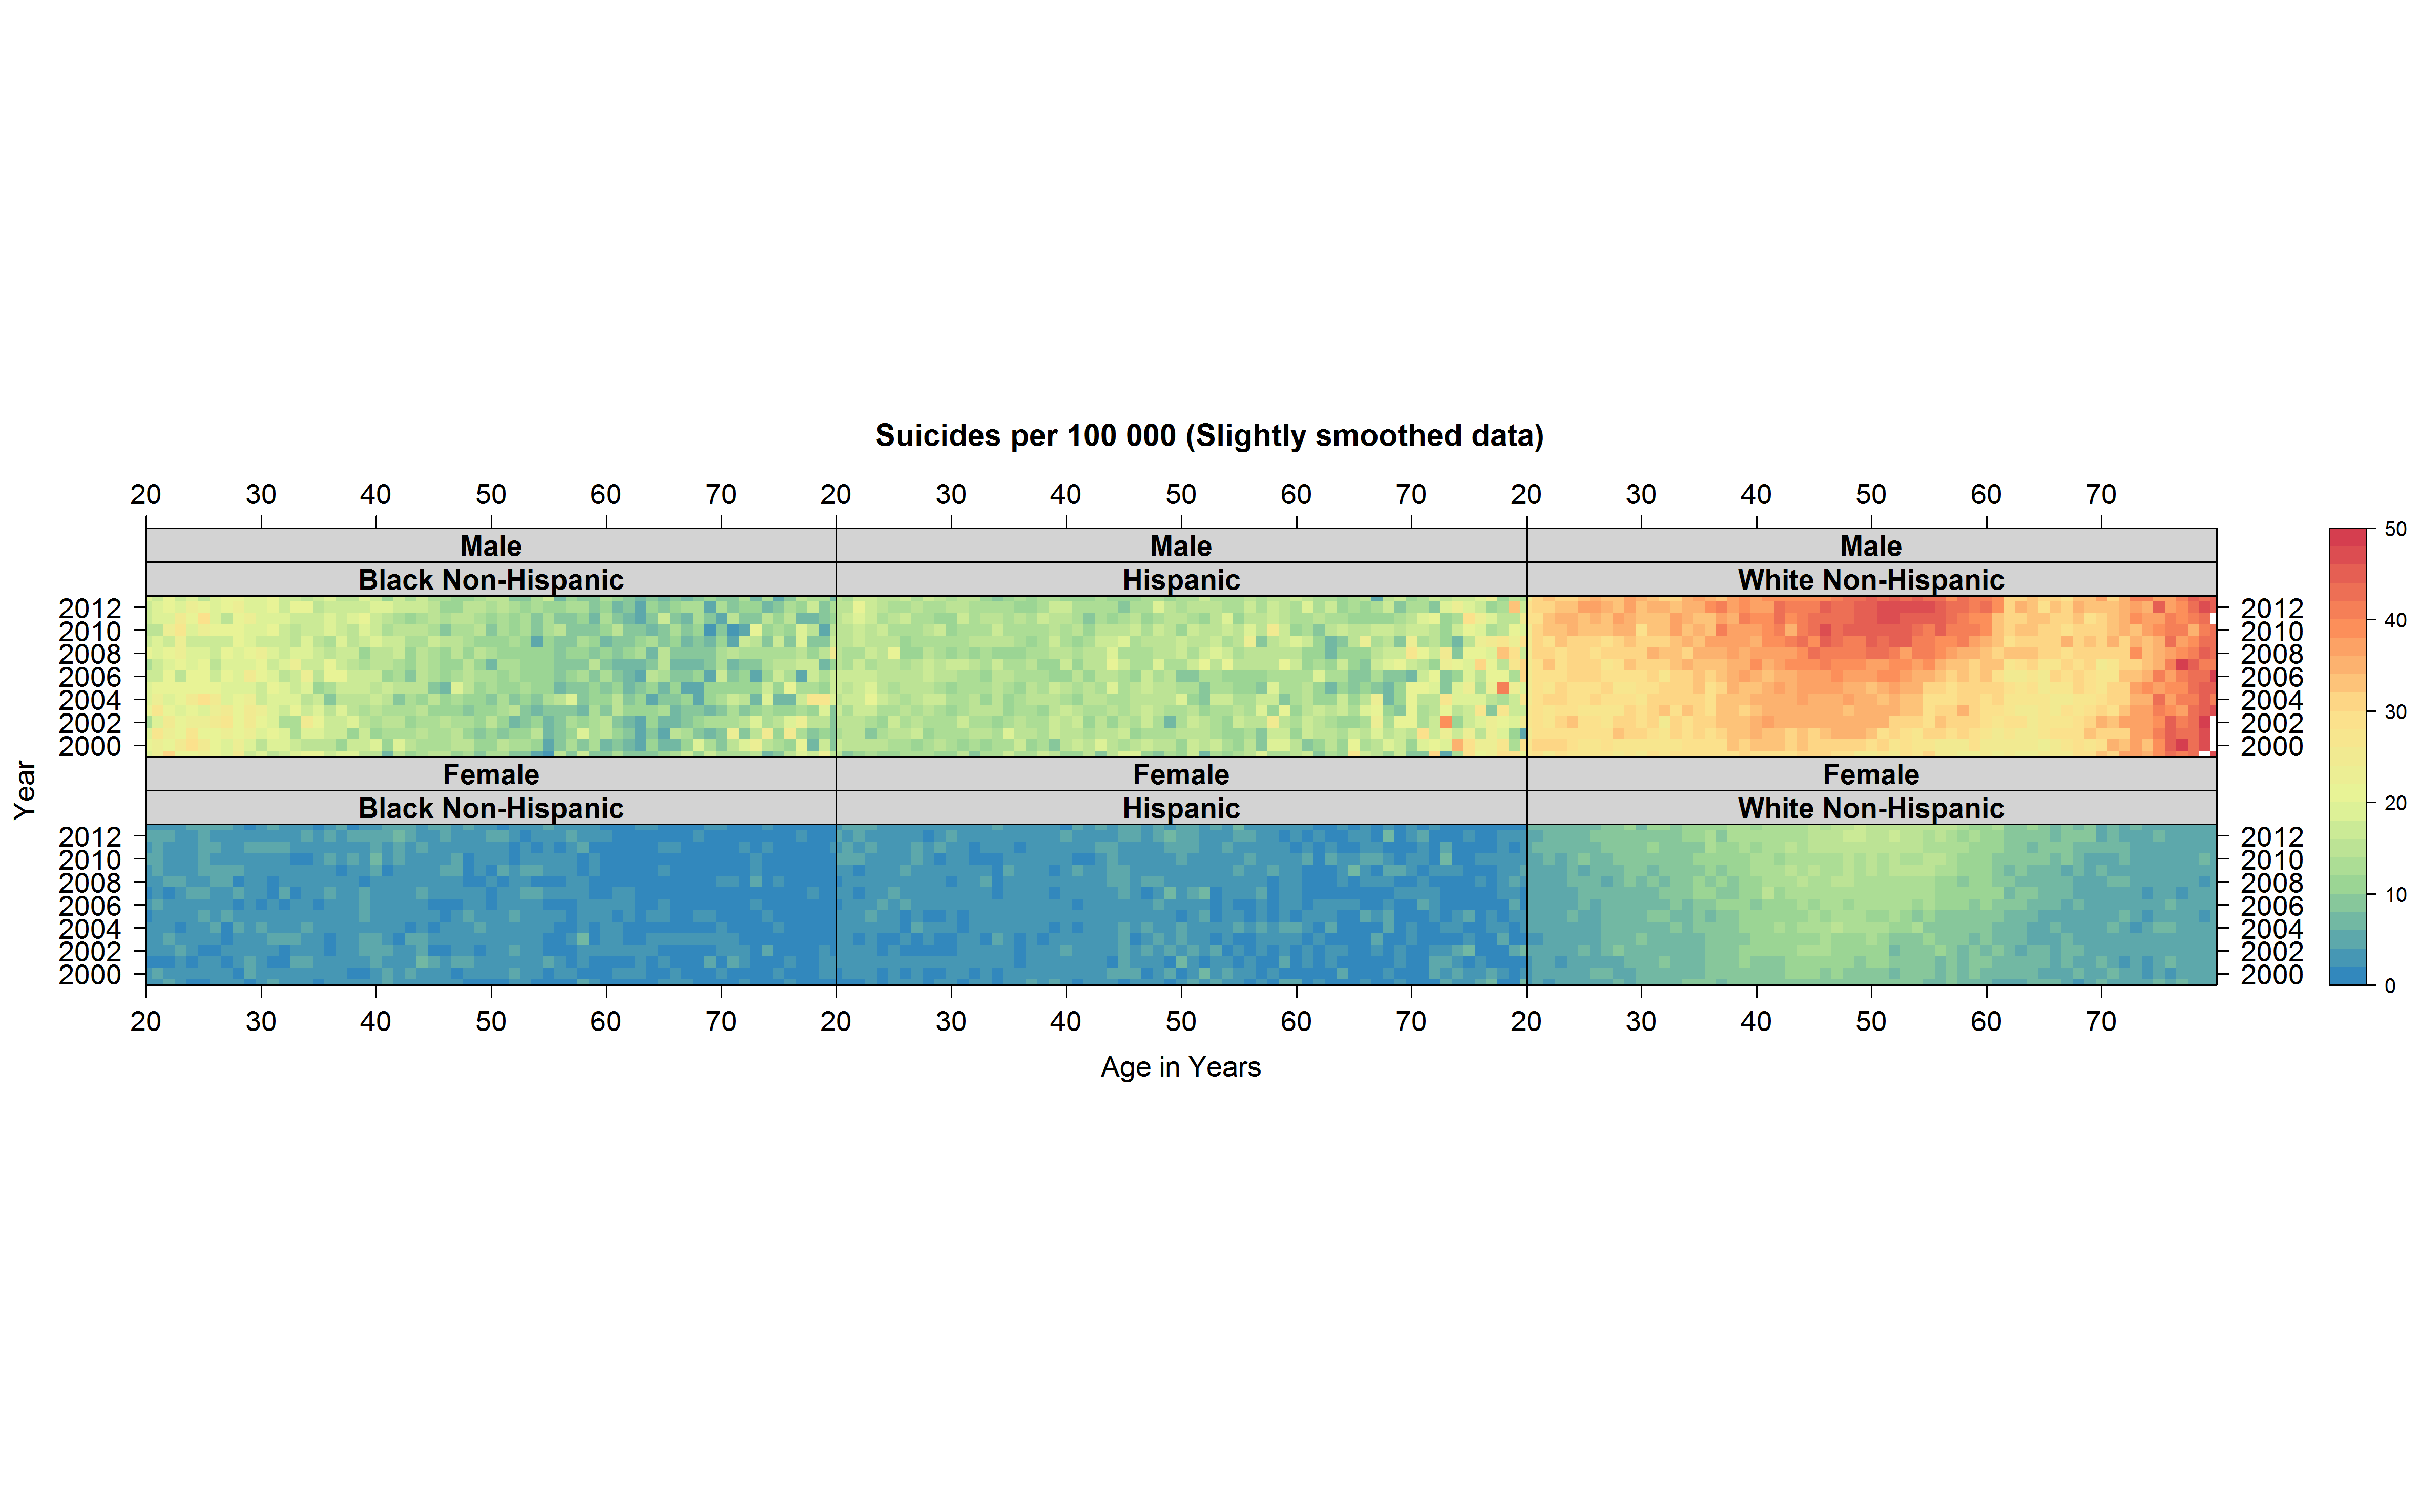 Suicides per 100 000 (Slightly smoothed data)
20 30 40 50 60 70 20 30 40 50 60 70 20 30 40 50 60 70
Male Male Male
Black Non-Hispanic Hispanic White Non-Hispanic
2012 2012
2010 2010
2008 2008
2006 2006
2004 2004
2002 2002
2000 2000
Female Female Female
Black Non-Hispanic Hispanic White Non-Hispanic
2012 2012
2010 2010
2008 2008
2006 2006
2004 2004
2002 2002
2000 2000
20 30 40 50 60 70 20 30 40 50 60 70 20 30 40 50 60 70
Age in Years
Year
50
40
30
20
10
0